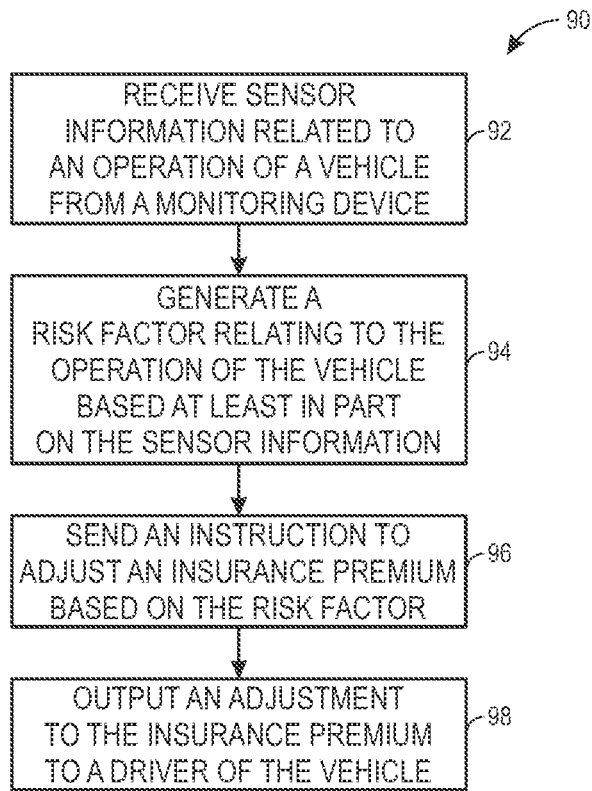 90
RECEIVE SENSOR
INFORMATION RELATED TO
AN OPERATION OF A VEHICLE
FROM A MONITORING DEVICE
92
GENERATE A
RISK FACTOR RELATING TO THE
OPERATION OF THE VEHICLE
BASED AT LEAST IN PART
ON THE SENSOR INFORMATION
94
SEND AN INSTRUCTION TO
ADJUST AN INSURANCE PREMIUM
BASED ON THE RISK FACTOR
96
OUTPUT AN ADJUSTMENT
TO THE INSURANCE PREMIUM
TO A DRIVER OF THE VEHICLE
98